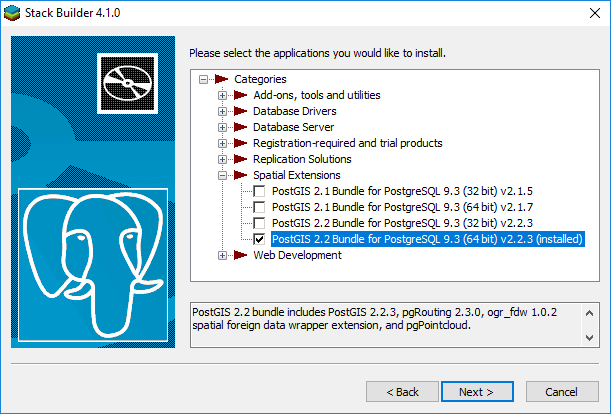 Stack Builder 4.1.0
Please select the applications you would like to install.
Categories
Add-ons, tools and utilities
Database Drivers
Database Server
Registration-required and trial products
Replication Solutions
Spatial Extensions
PostGIS 2.1 Bundle for PostgreSQL 9.3 (32 bit) v2.1.5
PostGIS 2.1 Bundle for PostgreSQL 9.3 (64 bit) v2.1.7
PostGIS 2.2 Bundle for PostgreSQL 9.3 (32 bit) v2.2.3
PostGIS 2.2 Bundle for PostgreSQL 9.3 (64 bit) v2.2.3 (installed)
Web Development
PostGIS 2.2 bundle includes PostGIS 2.2.3, pgRouting 2.3.0, ogr_fdw 1.0.2
spatial foreign data wrapper extension, and pgPointcloud.
< Back
Next >
Cancel